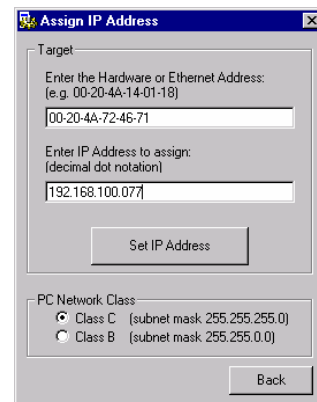 Assign IP Address
Target
Enter the Hardware or Ethernet Address:
(e.g. 00-20-4A-14-01-18)
00-20-4A-72-46-71
Enter IP Address to assign:
(decimal dot notation)
192.168.100.077
Set IP Address
PC Network Class
Class C (subnet mask 255.255.255.0)
Class B (subnet mask 255.255.0.0)
Back